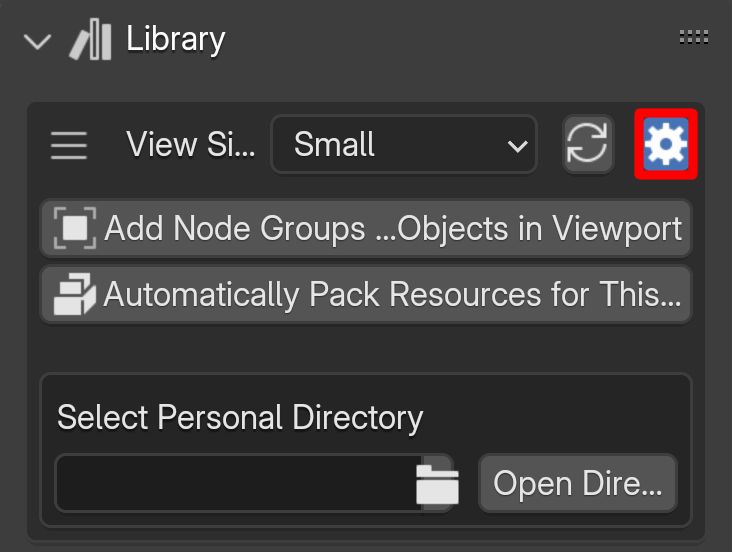 Library
View Si... Small
Add Node Groups ...Objects in Viewport
Automatically Pack Resources for This...
Select Personal Directory
Open Dire...